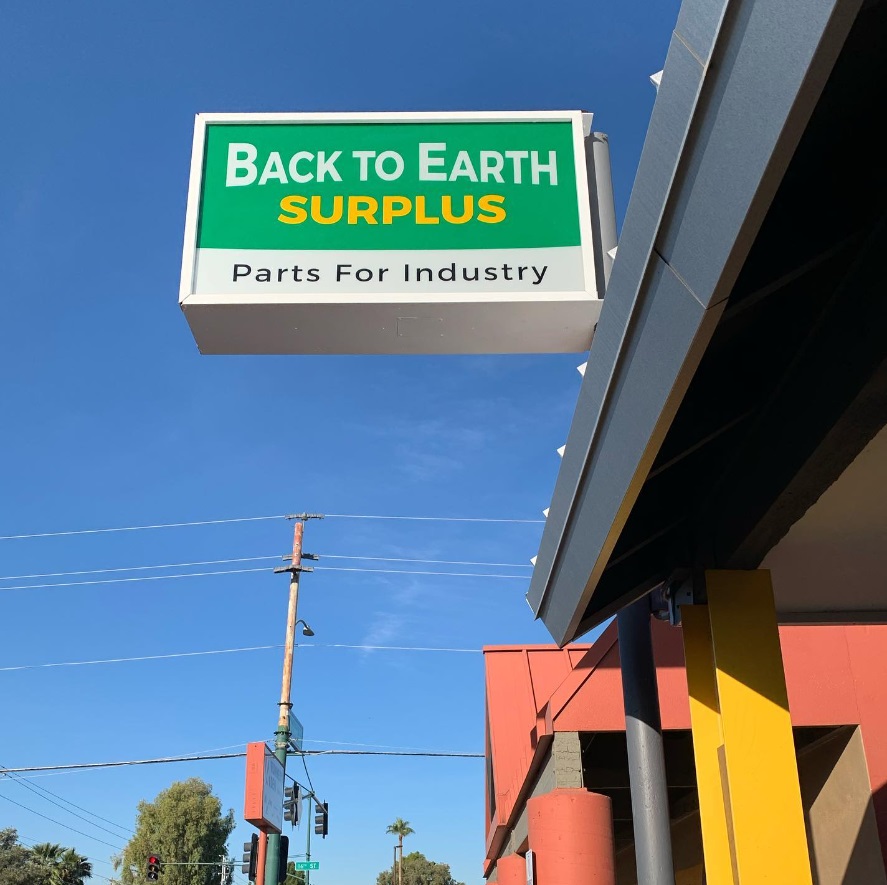 BACK TO EARTH
SURPLUS
Parts For Industry